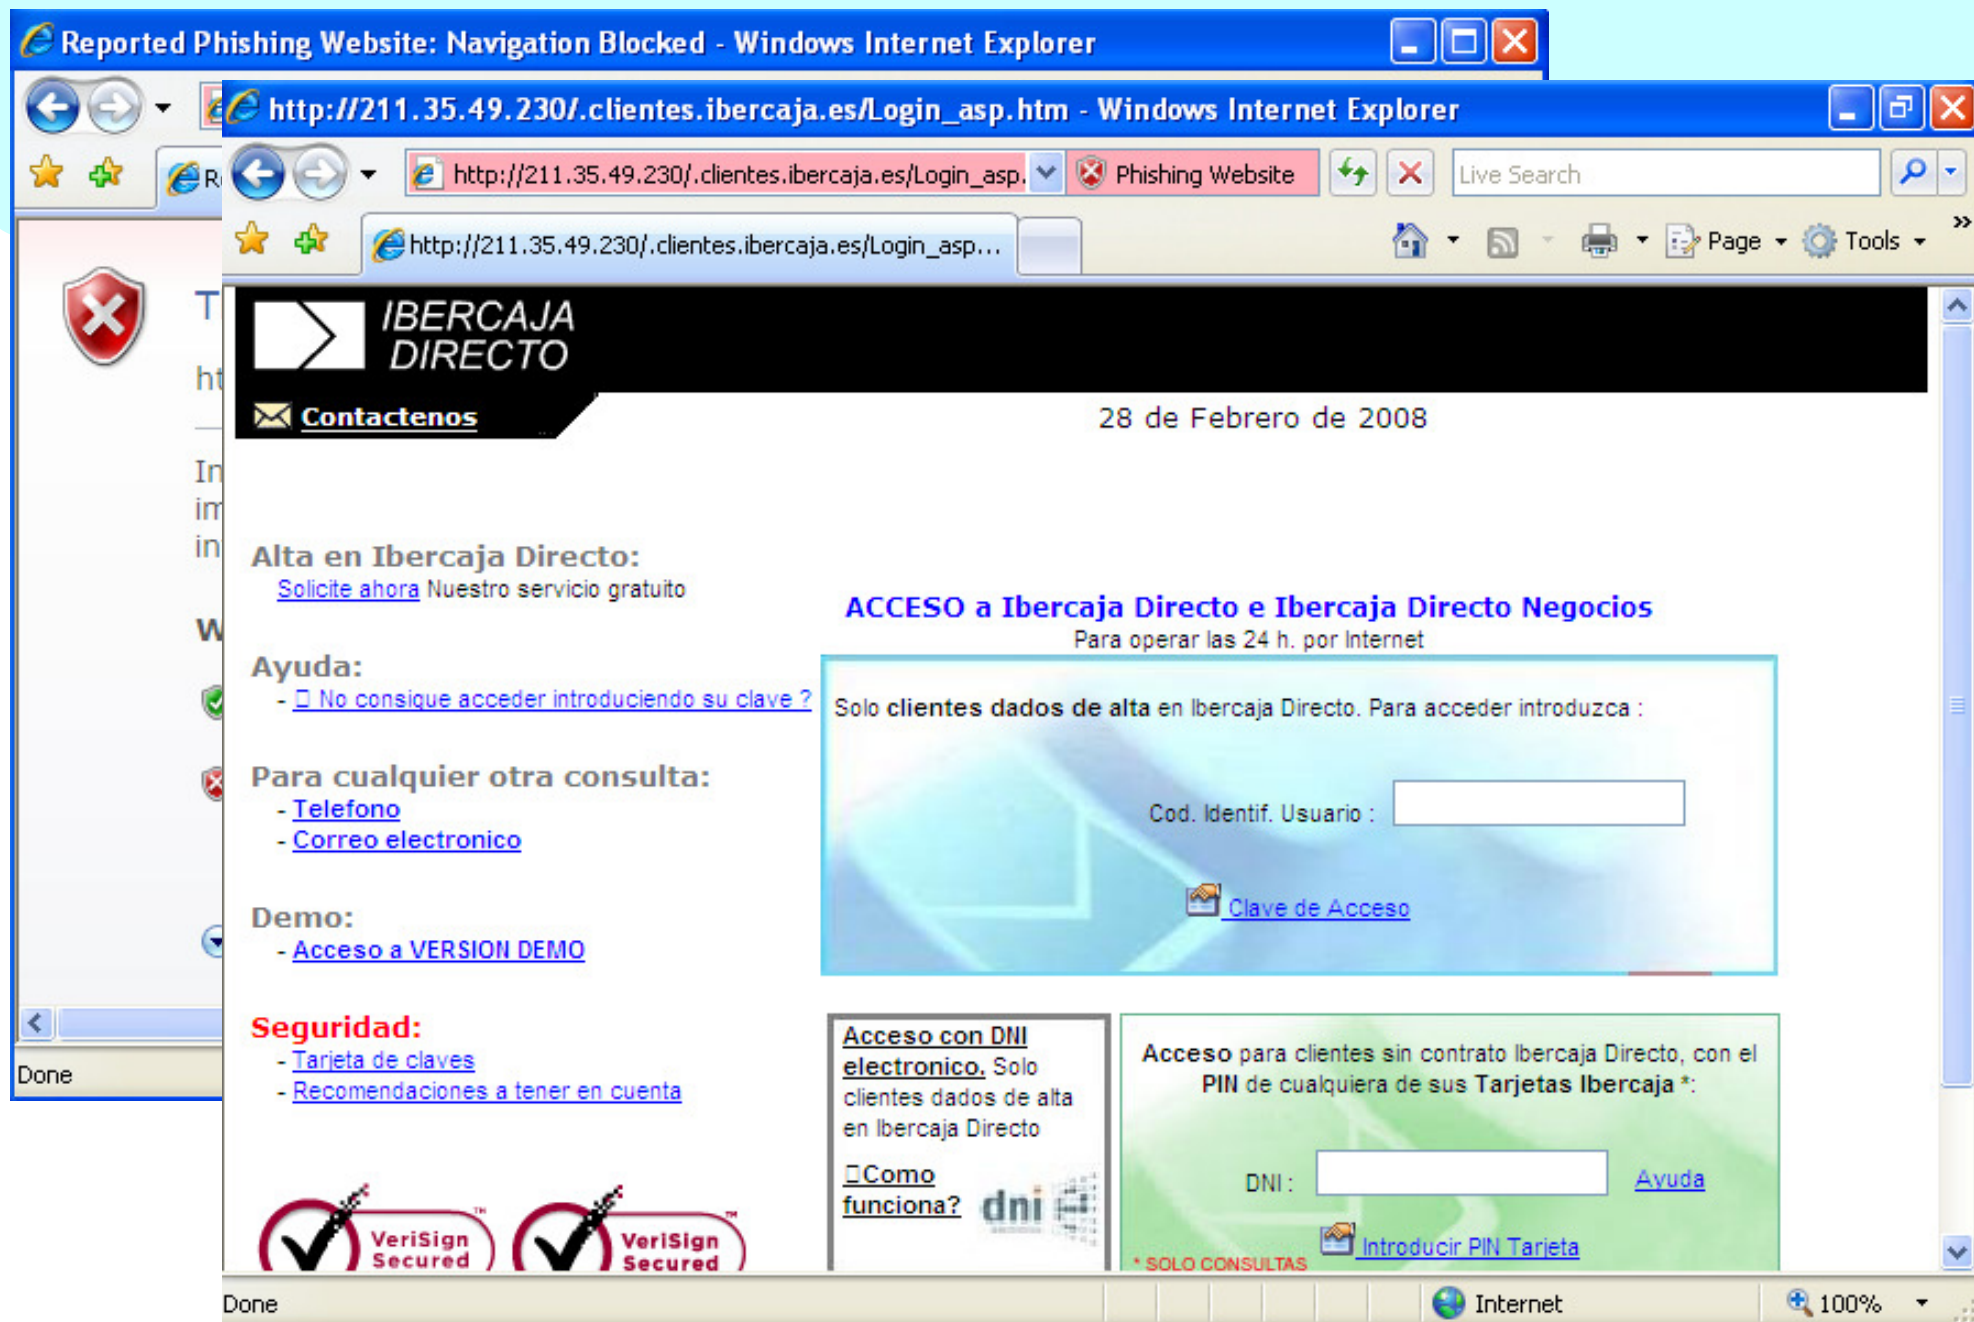 Reported Phishing Website: Navigation Blocked - Windows Internet Explorer
http://211.35.49.230/.clientes.ibercaja.es/Login_asp.htm - Windows Internet Explorer
http://211.35.49.230/.clientes.ibercaja.es/Login_asp.
Phishing Website
Live Search
http://211.35.49.230/.clientes.ibercaja.es/Login_asp...
Page
Tools
»
IBERCAJA
DIRECTO
Contactenos
28 de Febrero de 2008
Alta en Ibercaja Directo:
Solicite ahora Nuestro servicio gratuito
Ayuda:
- □ No consigue acceder introduciendo su clave ?
Para cualquier otra consulta:
- Telefono
- Correo electronico
Demo:
- Acceso a VERSION DEMO
Seguridad:
- Tarjeta de claves
- Recomendaciones a tener en cuenta
VeriSign
Secured
VeriSign
Secured
ACCESO a Ibercaja Directo e Ibercaja Directo Negocios
Para operar las 24 h. por Internet
Solo clientes dados de alta en Ibercaja Directo. Para acceder introduzca :
Cod. Identif. Usuario :
Clave de Acceso
Acceso con DNI
electronico. Solo
clientes dados de alta
en Ibercaja Directo
□Como
funciona?
dni e
Acceso para clientes sin contrato Ibercaja Directo, con el
PIN de cualquiera de sus Tarjetas Ibercaja *:
DNI :
Ayuda
Introducir PIN Tarjeta
* SOLO CONSULTAS
Done
Done
Internet
100%